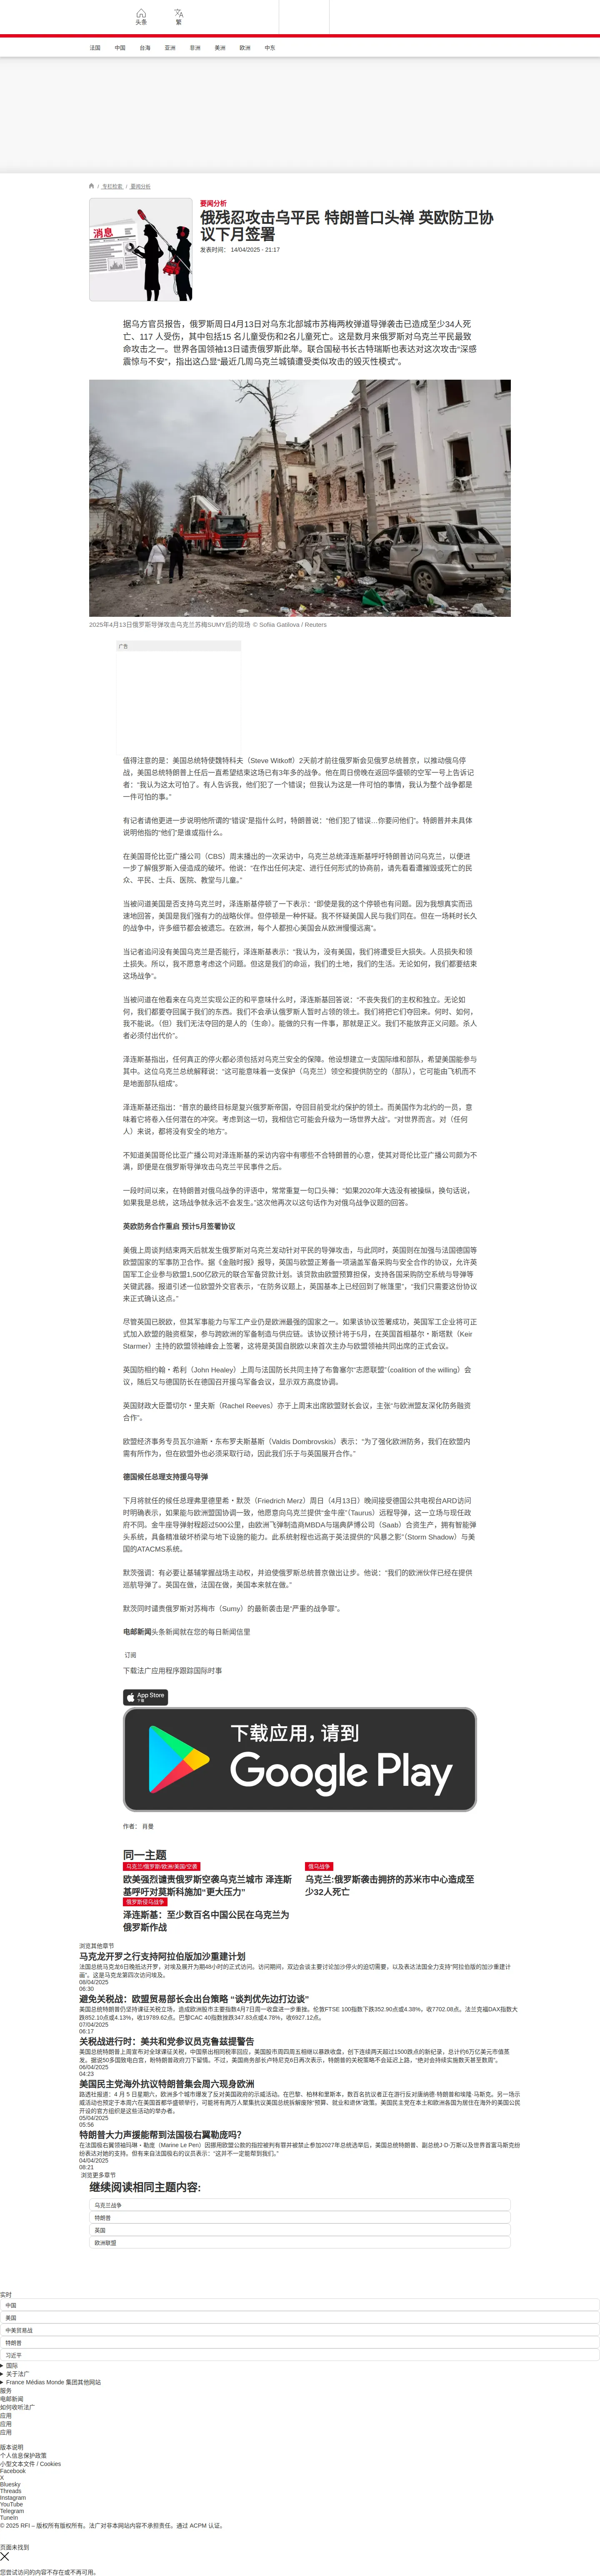 头条
繁
法国
中国
台海
亚洲
非洲
美洲
欧洲
中东
/ 专栏检索 / 要闻分析
消息
要闻分析
俄残忍攻击乌平民 特朗普口头禅 英欧防卫协
议下月签署
发表时间： 14/04/2025 - 21:17
据乌方官员报告，俄罗斯周日4月13日对乌东北部城市苏梅两枚弹道导弹袭击已造成至少34人死
亡、117 人受伤，其中包括15 名儿童受伤和2名儿童死亡。这是数月来俄罗斯对乌克兰平民最致
命攻击之一。世界各国领袖13日谴责俄罗斯此举。联合国秘书长古特瑞斯也表达对这次攻击“深感
震惊与不安”，指出这凸显“最近几周乌克兰城镇遭受类似攻击的毁灭性模式”。
2025年4月13日俄罗斯导弹攻击乌克兰苏梅SUMY后的现场 © Sofiia Gatilova / Reuters
广告
值得注意的是：美国总统特使魏特科夫（Steve Witkoff）2天前才前往俄罗斯会见俄罗总统普京，以推动俄乌停
战，美国总统特朗普上任后一直希望结束这场已有3年多的战争。他在周日傍晚在返回华盛顿的空军一号上告诉记
者：“我认为这太可怕了。有人告诉我，他们犯了一个错误；但我认为这是一件可怕的事情，我认为整个战争都是
一件可怕的事。”
有记者请他更进一步说明他所谓的“错误”是指什么时，特朗普说：“他们犯了错误…你要问他们”。特朗普并未具体
说明他指的“他们”是谁或指什么。
在美国哥伦比亚广播公司（CBS）周末播出的一次采访中，乌克兰总统泽连斯基呼吁特朗普访问乌克兰，以便进
一步了解俄罗斯入侵造成的破坏。他说：“在作出任何决定、进行任何形式的协商前，请先看看遭摧毁或死亡的民
众、平民、士兵、医院、教堂与儿童。”
当被问道美国是否支持乌克兰时，泽连斯基停顿了一下表示：“即使是我的这个停顿也有问题。因为我想真实而迅
速地回答，美国是我们强有力的战略伙伴。但停顿是一种怀疑。我不怀疑美国人民与我们同在。但在一场耗时长久
的战争中，许多细节都会被遗忘。在欧洲，每个人都担心美国会从欧洲慢慢远离”。
当记者追问没有美国乌克兰是否能行，泽连斯基表示：“我认为，没有美国，我们将遭受巨大损失。人员损失和领
土损失。所以，我不愿意考虑这个问题。但这是我们的命运，我们的土地，我们的生活。无论如何，我们都要结束
这场战争”。
当被问道在他看来在乌克兰实现公正的和平意味什么时，泽连斯基回答说：“不丧失我们的主权和独立。无论如
何，我们都要夺回属于我们的东西。我们不会承认俄罗斯人暂时占领的领土。我们将把它们夺回来。何时、如何，
我不能说。（但）我们无法夺回的是人的（生命）。能做的只有一件事，那就是正义。我们不能放弃正义问题。杀人
者必须付出代价”。
泽连斯基指出，任何真正的停火都必须包括对乌克兰安全的保障。他设想建立一支国际维和部队，希望美国能参与
其中。这位乌克兰总统解释说：“这可能意味着一支保护（乌克兰）领空和提供防空的（部队），它可能由飞机而不
是地面部队组成”。
泽连斯基还指出：“普京的最终目标是复兴俄罗斯帝国，夺回目前受北约保护的领土。而美国作为北约的一员，意
味着它将卷入任何潜在的冲突。考虑到这一切，我相信它可能会升级为一场世界大战”。“对世界而言。对（任何
人）来说，都将没有安全的地方”。
不知道美国哥伦比亚广播公司对泽连斯基的采访内容中有哪些不合特朗普的心意，使其对哥伦比亚广播公司颇为不
满，即便是在俄罗斯导弹攻击乌克兰平民事件之后。
一段时间以来，在特朗普对俄乌战争的评语中，常常重复一句口头禅：“如果2020年大选没有被操纵，换句话说，
如果我是总统，这场战争就永远不会发生。”这次他再次以这句话作为对俄乌战争议题的回答。
英欧防务合作重启 预计5月签署协议
美俄上周谈判结束两天后就发生俄罗斯对乌克兰发动针对平民的导弹攻击，与此同时，英国则在加强与法国德国等
欧盟国家的军事防卫合作。据《金融时报》报导，英国与欧盟正筹备一项涵盖军备采购与安全合作的协议，允许英
国军工企业参与欧盟1,500亿欧元的联合军备贷款计划。该贷款由欧盟预算担保，支持各国采购防空系统与导弹等
关键武器。报道引述一位欧盟外交官表示，“在防务议题上，英国基本上已经回到了帐篷里”，“我们只需要这份协议
来正式确认这点。”
尽管英国已脱欧，但其军事能力与军工产业仍是欧洲最强的国家之一。如果该协议签署成功，英国军工企业将可正
式加入欧盟的融资框架，参与跨欧洲的军备制造与供应链。该协议预计将于5月，在英国首相基尔・斯塔默（Keir
Starmer）主持的欧盟领袖峰会上签署，这将是英国自脱欧以来首次主办与欧盟领袖共同出席的正式会议。
英国防相约翰・希利（John Healey）上周与法国防长共同主持了布鲁塞尔“志愿联盟”（coalition of the willing）会
议，随后又与德国防长在德国召开援乌军备会议，显示双方高度协调。
英国财政大臣蕾切尔・里夫斯（Rachel Reeves）亦于上周末出席欧盟财长会议，主张“与欧洲盟友深化防务融资
合作”。
欧盟经济事务专员瓦尔迪斯・东布罗夫斯基斯（Valdis Dombrovskis）表示：“为了强化欧洲防务，我们在欧盟内
需有所作为，但在欧盟外也必须采取行动，因此我们乐于与英国展开合作。”
德国候任总理支持援乌导弹
下月将就任的候任总理弗里德里希・默茨（Friedrich Merz）周日（4月13日）晚间接受德国公共电视台ARD访问
时明确表示，如果能与欧洲盟国协调一致，他愿意向乌克兰提供“金牛座”（Taurus）远程导弹，这一立场与现任政
府不同。金牛座导弹射程超过500公里，由欧洲飞弹制造商MBDA与瑞典萨博公司（Saab）合资生产，拥有智能弹
头系统，具备精准破坏桥梁与地下设施的能力。此系统射程也远高于英法提供的“风暴之影”（Storm Shadow）与美
国的ATACMS系统。
默茨强调：有必要让基辅掌握战场主动权，并迫使俄罗斯总统普京做出让步。他说：“我们的欧洲伙伴已经在提供
巡航导弹了。英国在做，法国在做，美国本来就在做。”
默茨同时谴责俄罗斯对苏梅市（Sumy）的最新袭击是“严重的战争罪”。
电邮新闻头条新闻就在您的每日新闻信里
订阅
下载法广应用程序跟踪国际时事
App Store
下载
下载应用，请到
Google Play
作者： 肖曼
同一主题
乌克兰/俄罗斯/欧洲/美国/空袭
欧美强烈谴责俄罗斯空袭乌克兰城市 泽连斯
基呼吁对莫斯科施加“更大压力”
俄乌战争
乌克兰:俄罗斯袭击拥挤的苏米市中心造成至
少32人死亡
俄罗斯侵乌战争
泽连斯基：至少数百名中国公民在乌克兰为
俄罗斯作战
浏览其他章节
马克龙开罗之行支持阿拉伯版加沙重建计划
法国总统马克龙6日晚抵达开罗，对埃及展开为期48小时的正式访问。访问期间，双边会谈主要讨论加沙停火的迫切需要，以及表达法国全力支持“阿拉伯版的加沙重建计
画”。这是马克龙第四次访问埃及。
08/04/2025
06:30
避免关税战：欧盟贸易部长会出台策略 “谈判优先边打边谈”
美国总统特朗普仍坚持课征关税立场，造成欧洲股市主要指数4月7日周一收盘进一步重挫。伦敦FTSE 100指数下跌352.90点或4.38%，收7702.08点。法兰克福DAX指数大
跌852.10点或4.13%，收19789.62点。巴黎CAC 40指数挫跌347.83点或4.78%，收6927.12点。
07/04/2025
06:17
关税战进行时：美共和党参议员克鲁兹提警告
美国总统特朗普上周宣布对全球课征关税，中国祭出相同税率回应，美国股市周四周五相继以暴跌收盘，创下连续两天超过1500跌点的新纪录，总计约6万亿美元市值蒸
发。据说50多国致电白宫，盼特朗普政府刀下留情。不过，美国商务部长卢特尼克6日再次表示，特朗普的关税策略不会延迟上路，“绝对会持续实施数天甚至数周”。
06/04/2025
04:23
美国民主党海外抗议特朗普集会周六现身欧洲
路透社报道：4 月 5 日星期六，欧洲多个城市爆发了反对美国政府的示威活动。在巴黎、柏林和里斯本，数百名抗议者正在游行反对唐纳德·特朗普和埃隆·马斯克。另一场示
威活动也预定于本周六在美国首都华盛顿举行，可能将有两万人聚集抗议美国总统拆解废除“预算、就业和退休”政策。美国民主党在本土和欧洲各国为居住在海外的美国公民
开设的官方组织是这些活动的举办者。
05/04/2025
05:56
特朗普大力声援能帮到法国极右翼勒庞吗？
在法国极右翼领袖玛琳・勒庞（Marine Le Pen）因挪用欧盟公款的指控被判有罪并被禁止参加2027年总统选举后，美国总统特朗普、副总统J·D·万斯以及世界首富马斯克纷
纷表达对她的支持。但有来自法国极右的议员表示：“这并不一定能帮到我们。”
04/04/2025
08:21
浏览更多章节
继续阅读相同主题内容:
乌克兰战争
特朗普
英国
欧洲联盟
实时
中国
美国
中美贸易战
特朗普
习近平
国际
关于法广
France Médias Monde 集团其他网站
服务
电邮新闻
如何收听法广
应用
应用
应用
版本说明
个人信息保护政策
小型文本文件 / Cookies
Facebook
X
Bluesky
Threads
Instagram
YouTube
Telegram
TuneIn
© 2025 RFI – 版权所有版权所有。法广对非本网站内容不承担责任。通过 ACPM 认证。
页面未找到
您尝试访问的内容不存在或不再可用。